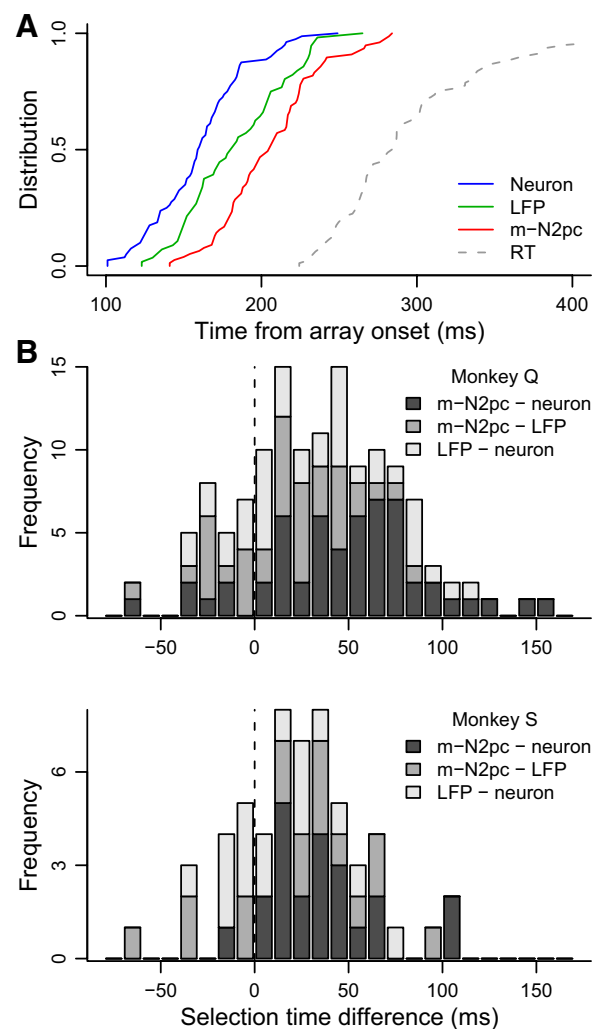 A
Distribution
1.0
0.5
0.0
Neuron
LFP
m−N2pc
RT
100 200 300 400
Time from array onset (ms)
B
Frequency
15
10
5
0
Monkey Q
m−N2pc − neuron
m−N2pc − LFP
LFP − neuron
−50 0 50 100 150
Frequency
6
3
0
Monkey S
m−N2pc − neuron
m−N2pc − LFP
LFP − neuron
−50 0 50 100 150
Selection time difference (ms)